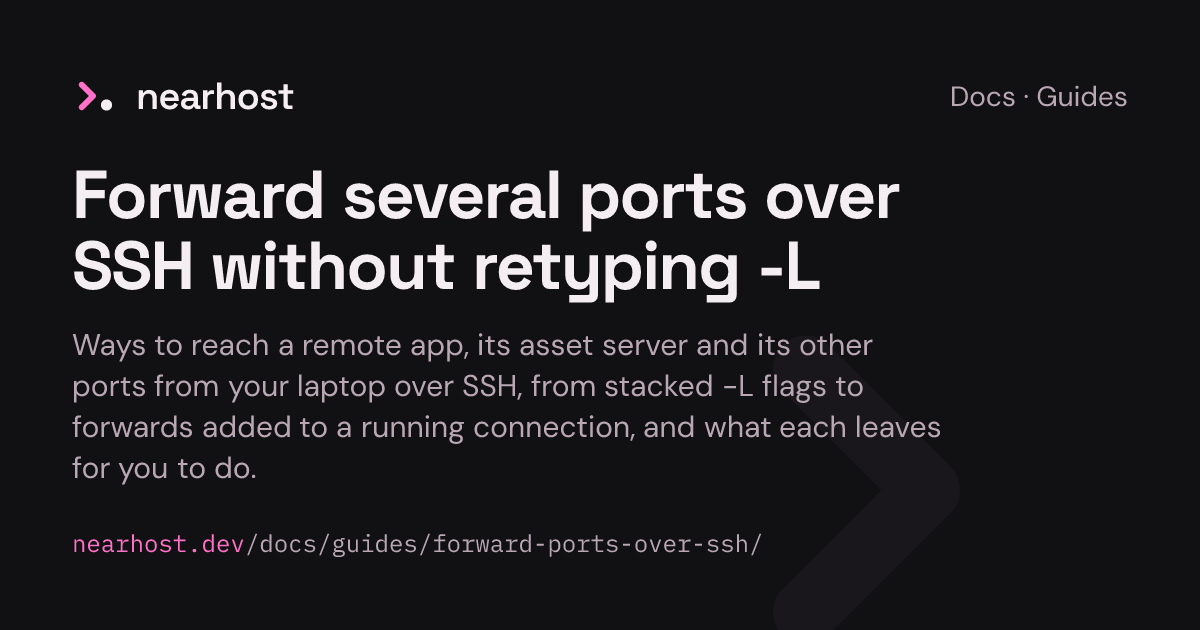 nearhost
Docs · Guides
Forward several ports over
SSH without retyping -L
Ways to reach a remote app, its asset server and its other
ports from your laptop over SSH, from stacked -L flags to
forwards added to a running connection, and what each leaves
for you to do.
nearhost.dev/docs/guides/forward-ports-over-ssh/